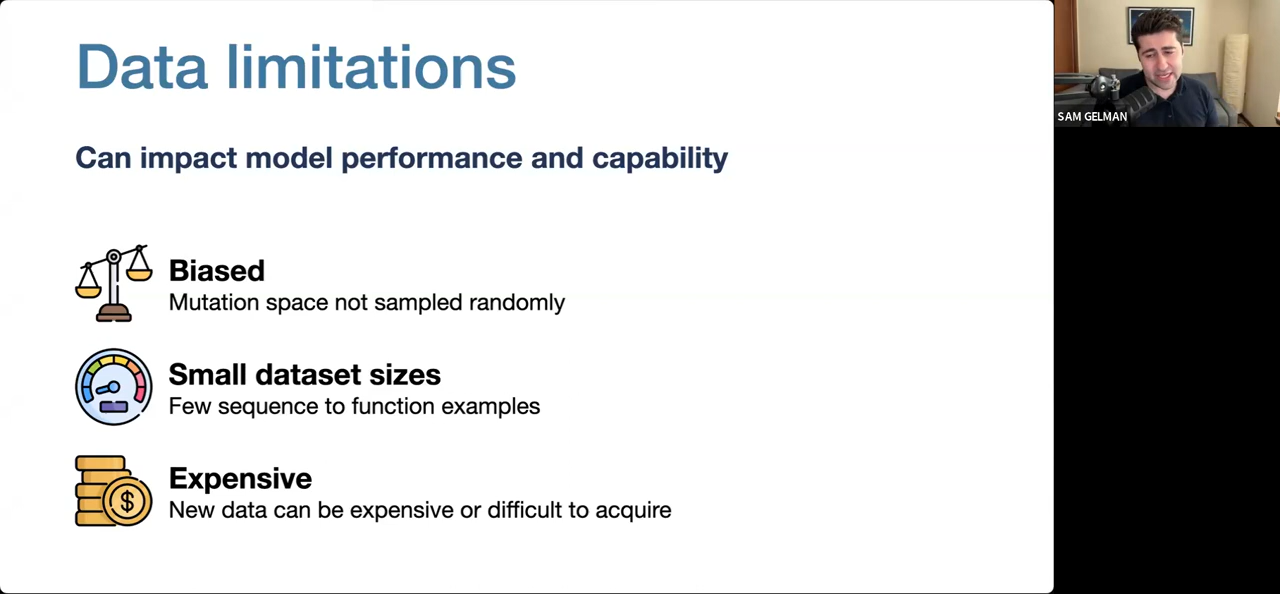 Data limitations
Can impact model performance and capability
Biased
Mutation space not sampled randomly
Small dataset sizes
Few sequence to function examples
Expensive
New data can be expensive or difficult to acquire
$
SAM GELMAN